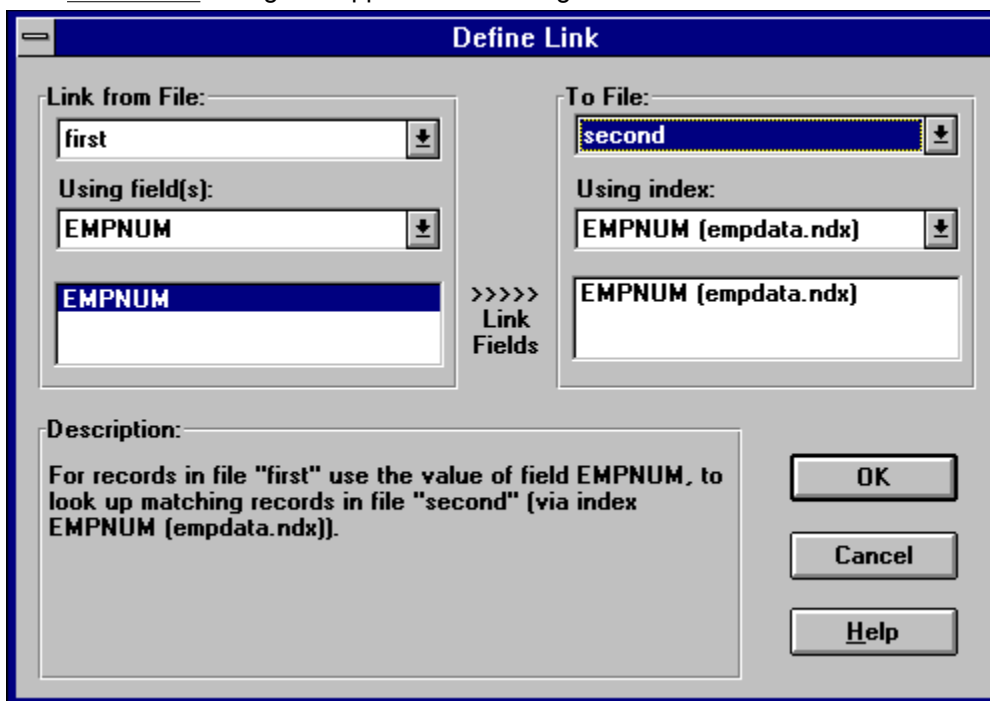 Define Link
Link from File:
first
Using field(s):
EMPNUM
EMPNUM
>>>>>
Link
Fields
To File:
second
Using index:
EMPNUM (empdata.ndx)
EMPNUM (empdata.ndx)
Description:
For records in file "first" use the value of field EMPNUM, to
look up matching records in file "second" (via index
EMPNUM (empdata.ndx)).
OK
Cancel
Help